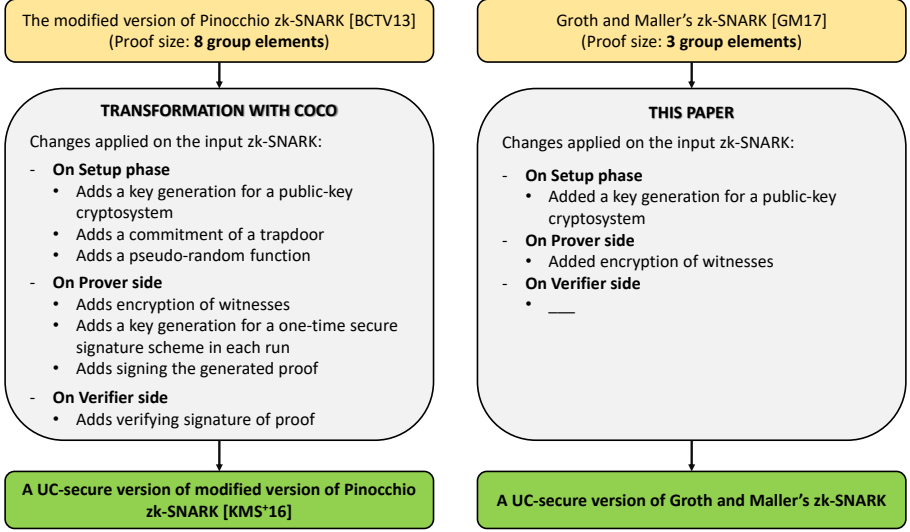 The modified version of Pinocchio zk-SNARK [BCTV13]
(Proof size: 8 group elements)
TRANSFORMATION WITH COCO
Changes applied on the input zk-SNARK:
- On Setup phase
• Adds a key generation for a public-key
cryptosystem
• Adds a commitment of a trapdoor
• Adds a pseudo-random function
- On Prover side
• Adds encryption of witnesses
• Adds a key generation for a one-time secure
signature scheme in each run
• Adds signing the generated proof
- On Verifier side
• Adds verifying signature of proof
A UC-secure version of modified version of Pinocchio
zk-SNARK [KMS+16]
Groth and Maller’s zk-SNARK [GM17]
(Proof size: 3 group elements)
THIS PAPER
Changes applied on the input zk-SNARK:
- On Setup phase
• Added a key generation for a public-key
cryptosystem
- On Prover side
• Added encryption of witnesses
- On Verifier side
• ___
A UC-secure version of Groth and Maller’s zk-SNARK